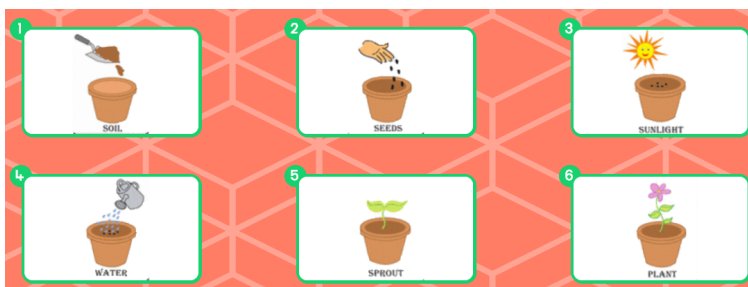 1
SOIL
2
SEEDS
3
SUNLIGHT
4
WATER
5
SPROUT
6
PLANT